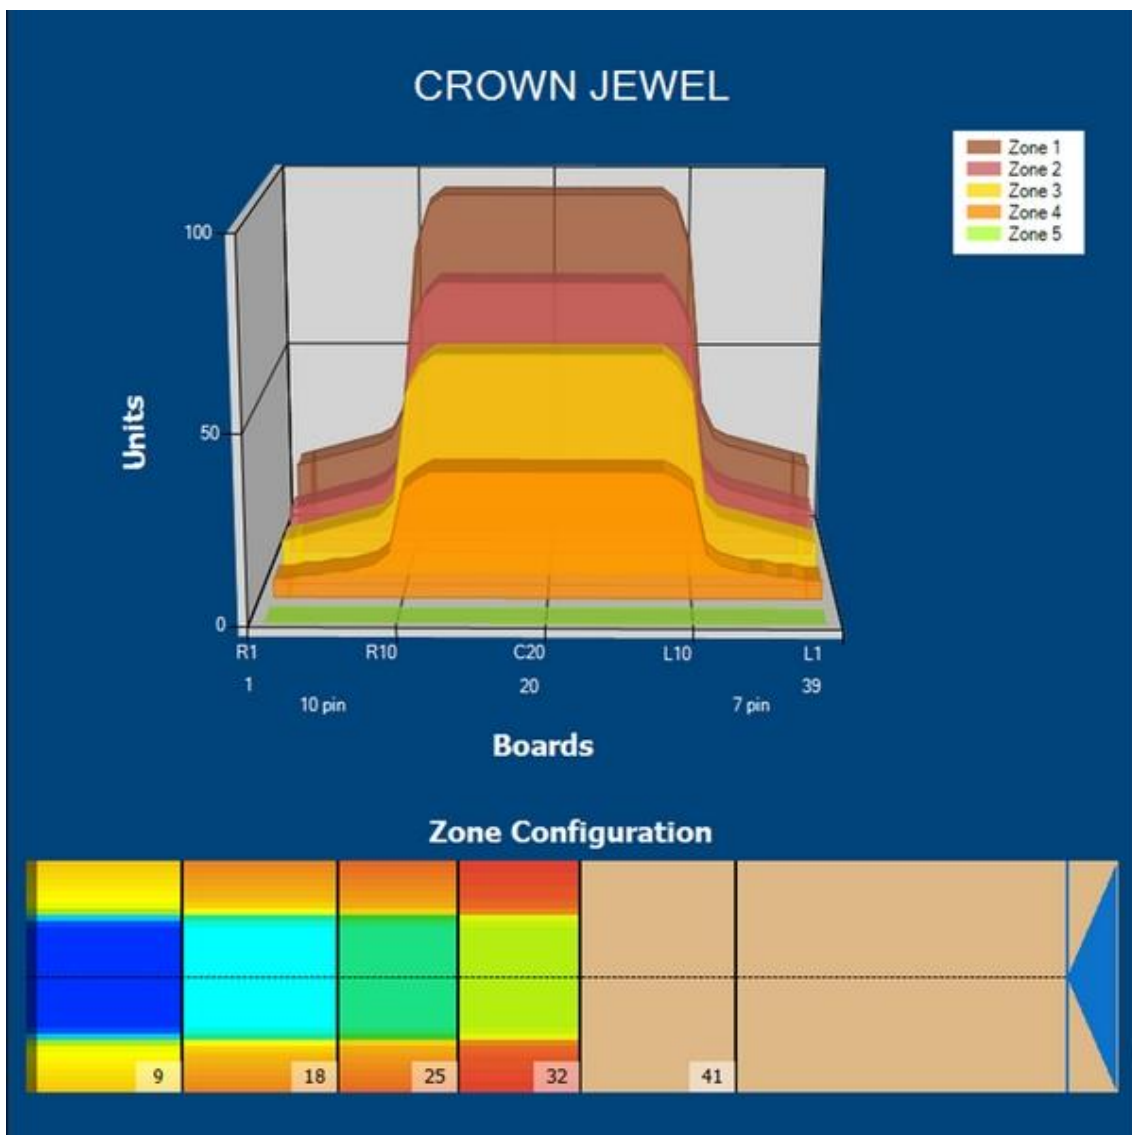 CROWN JEWEL
Zone 1
Zone 2
Zone 3
Zone 4
Zone 5
100
50
0
Units
R1 R10 C20 L10 L1
1 20 39
10 pin 7 pin
Boards
Zone Configuration
9 18 25 32 41